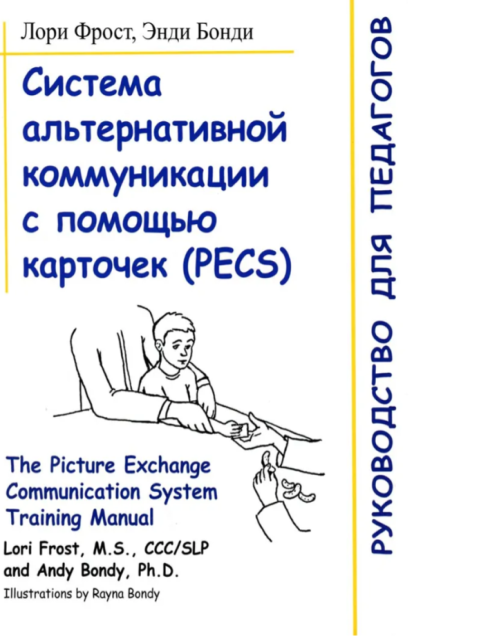 Лори Фрост, Энди Бонди
Система
альтернативной
коммуникации
с помощью
карточек (PECS)
РУКОВОДСТВО ДЛЯ ПЕДАГОГОВ
The Picture Exchange
Communication System
Training Manual
Lori Frost, M.S., CCC/SLP
and Andy Bondy, Ph.D.
Illustrations by Rayna Bondy